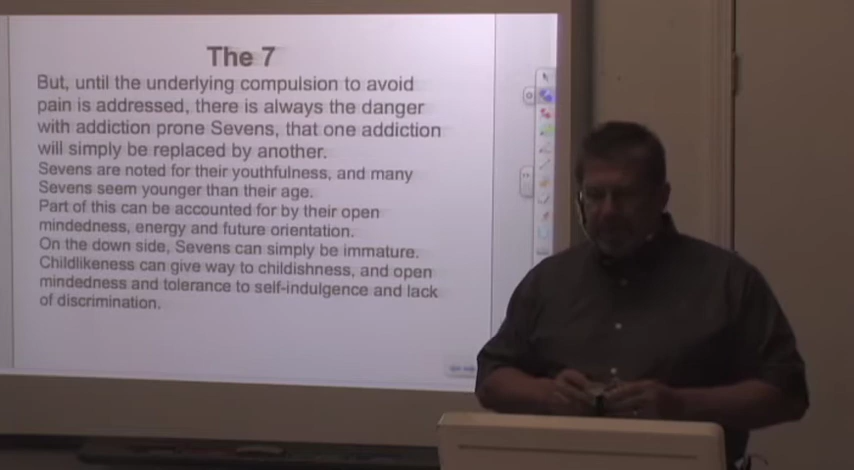 The 7
But, until the underlying compulsion to avoid
pain is addressed, there is always the danger
with addiction prone Sevens, that one addiction
will simply be replaced by another.
Sevens are noted for their youthfulness, and many
Sevens seem younger than their age.
Part of this can be accounted for by their open
mindedness, energy and future orientation.
On the down side, Sevens can simply be immature.
Childlikeness can give way to childishness, and open
mindedness and tolerance to self-indulgence and lack
of discrimination.